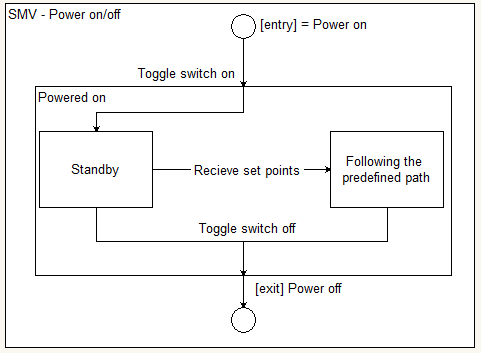 SMV - Power on/off
[entry] = Power on
Toggle switch on
Powered on
Standby
Recieve set points
Following the
predefined path
Toggle switch off
[exit] Power off